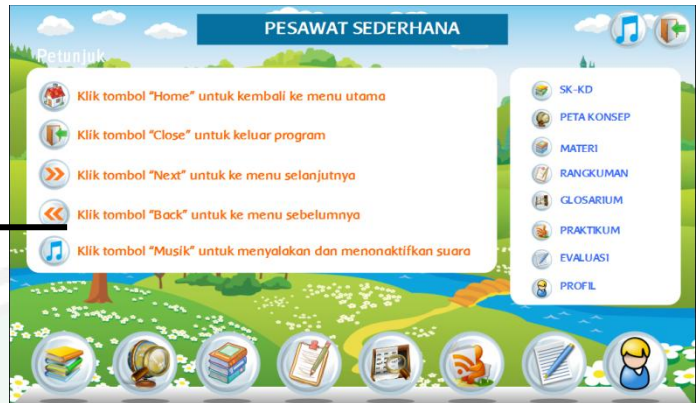 PESAWAT SEDERHANA
Petunjuk
Klik tombol "Home" untuk kembali ke menu utama
Klik tombol "Close" untuk keluar program
Klik tombol "Next" untuk ke menu selanjutnya
Klik tombol "Back" untuk ke menu sebelumnya
Klik tombol "Musik" untuk menyalakan dan menonaktifkan suara
SK-KD
PETA KONSEP
MATERI
RANGKUMAN
GLOSARIUM
PRAKTIKUM
EVALUASI
PROFIL